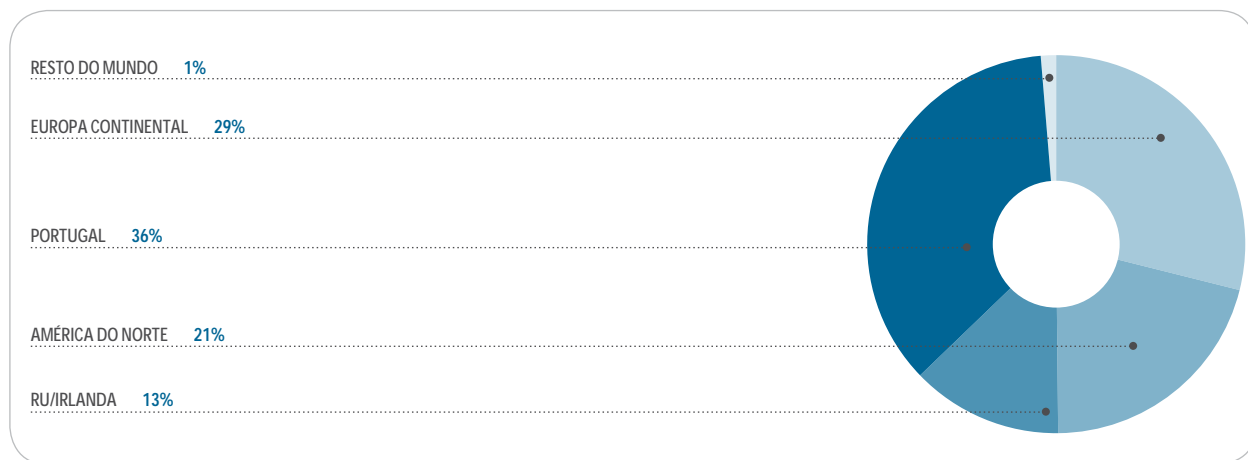 RESTO DO MUNDO 1%
EUROPA CONTINENTAL 29%
PORTUGAL 36%
AMÉRICA DO NORTE 21%
RU/IRLANDA 13%